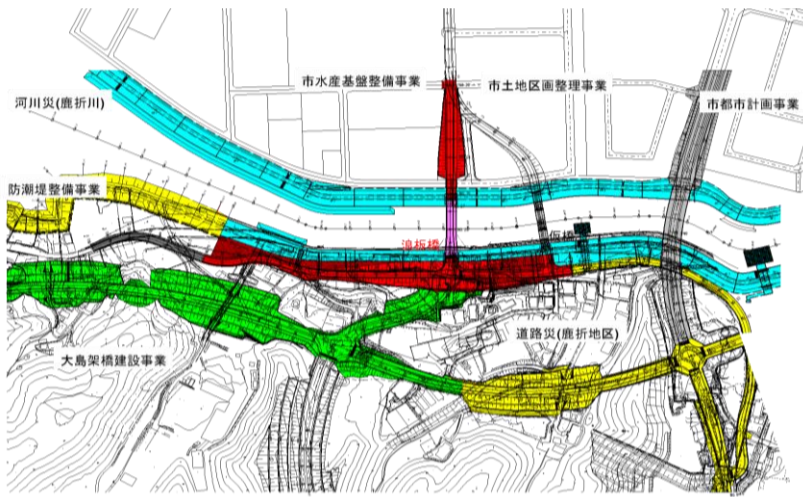 市水産基盤整備事業
市土地区画整理事業
市都市計画事業
河川災(鹿折川)
防潮堤整備事業
浪板橋
仮橋
道路災(鹿折地区)
大島架橋建設事業